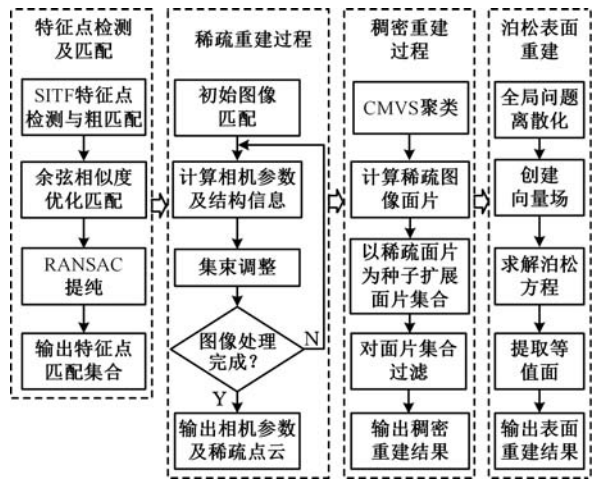 特征点检测
及匹配
SITF特征点
检测与粗匹配
余弦相似度
优化匹配
RANSAC
提纯
输出特征点
匹配集合
稀疏重建过程
初始图像
匹配
计算相机参数
及结构信息
集束调整
图像处理
完成?
N
Y
输出相机参数
及稀疏点云
稠密重建
过程
CMVS聚类
计算稀疏图
像面片
以稀疏面片
为种子扩展
面片集合
对面片集合
过滤
输出稠密
重建结果
泊松表面
重建
全局问题
离散化
创建
向量场
求解泊松
方程
提取等
值面
输出表面
重建结果